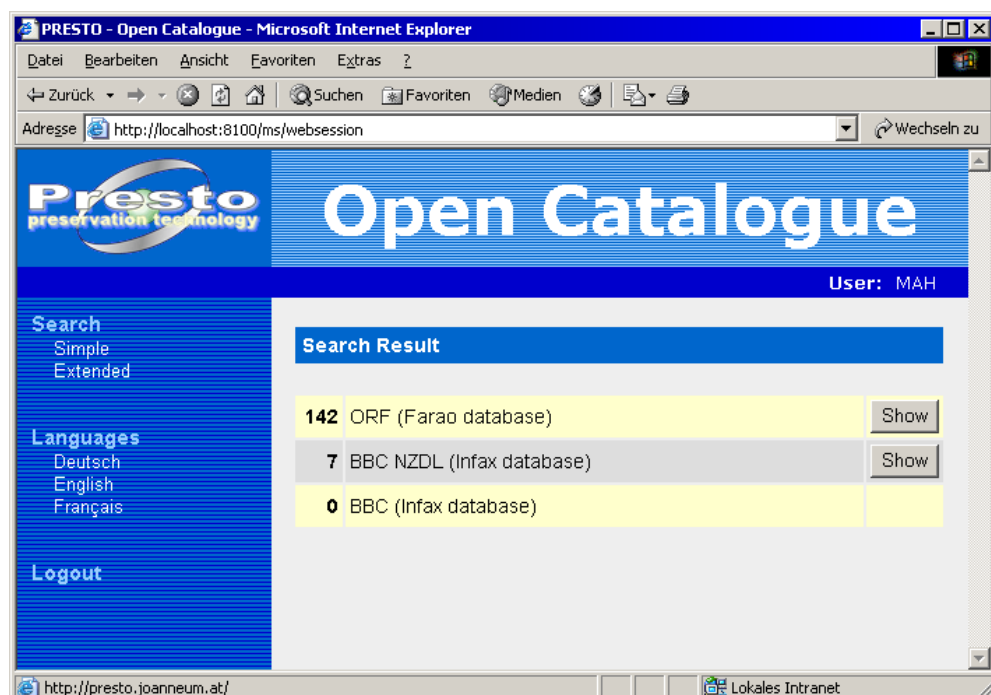 PRESTO - Open Catalogue - Microsoft Internet Explorer
Datei Bearbeiten Ansicht Favoriten Extras ?
Zurück Suchen Favoriten Medien
Adresse http://localhost:8100/ms/websession Wechseln zu
Presto
preservation technology
Open Catalogue
User: MAH
Search
Simple
Extended
Languages
Deutsch
English
Français
Logout
Search Result
142 ORF (Farao database) Show
7 BBC NZDL (Infax database) Show
0 BBC (Infax database)
http://presto.joanneum.at/ Lokales Intranet